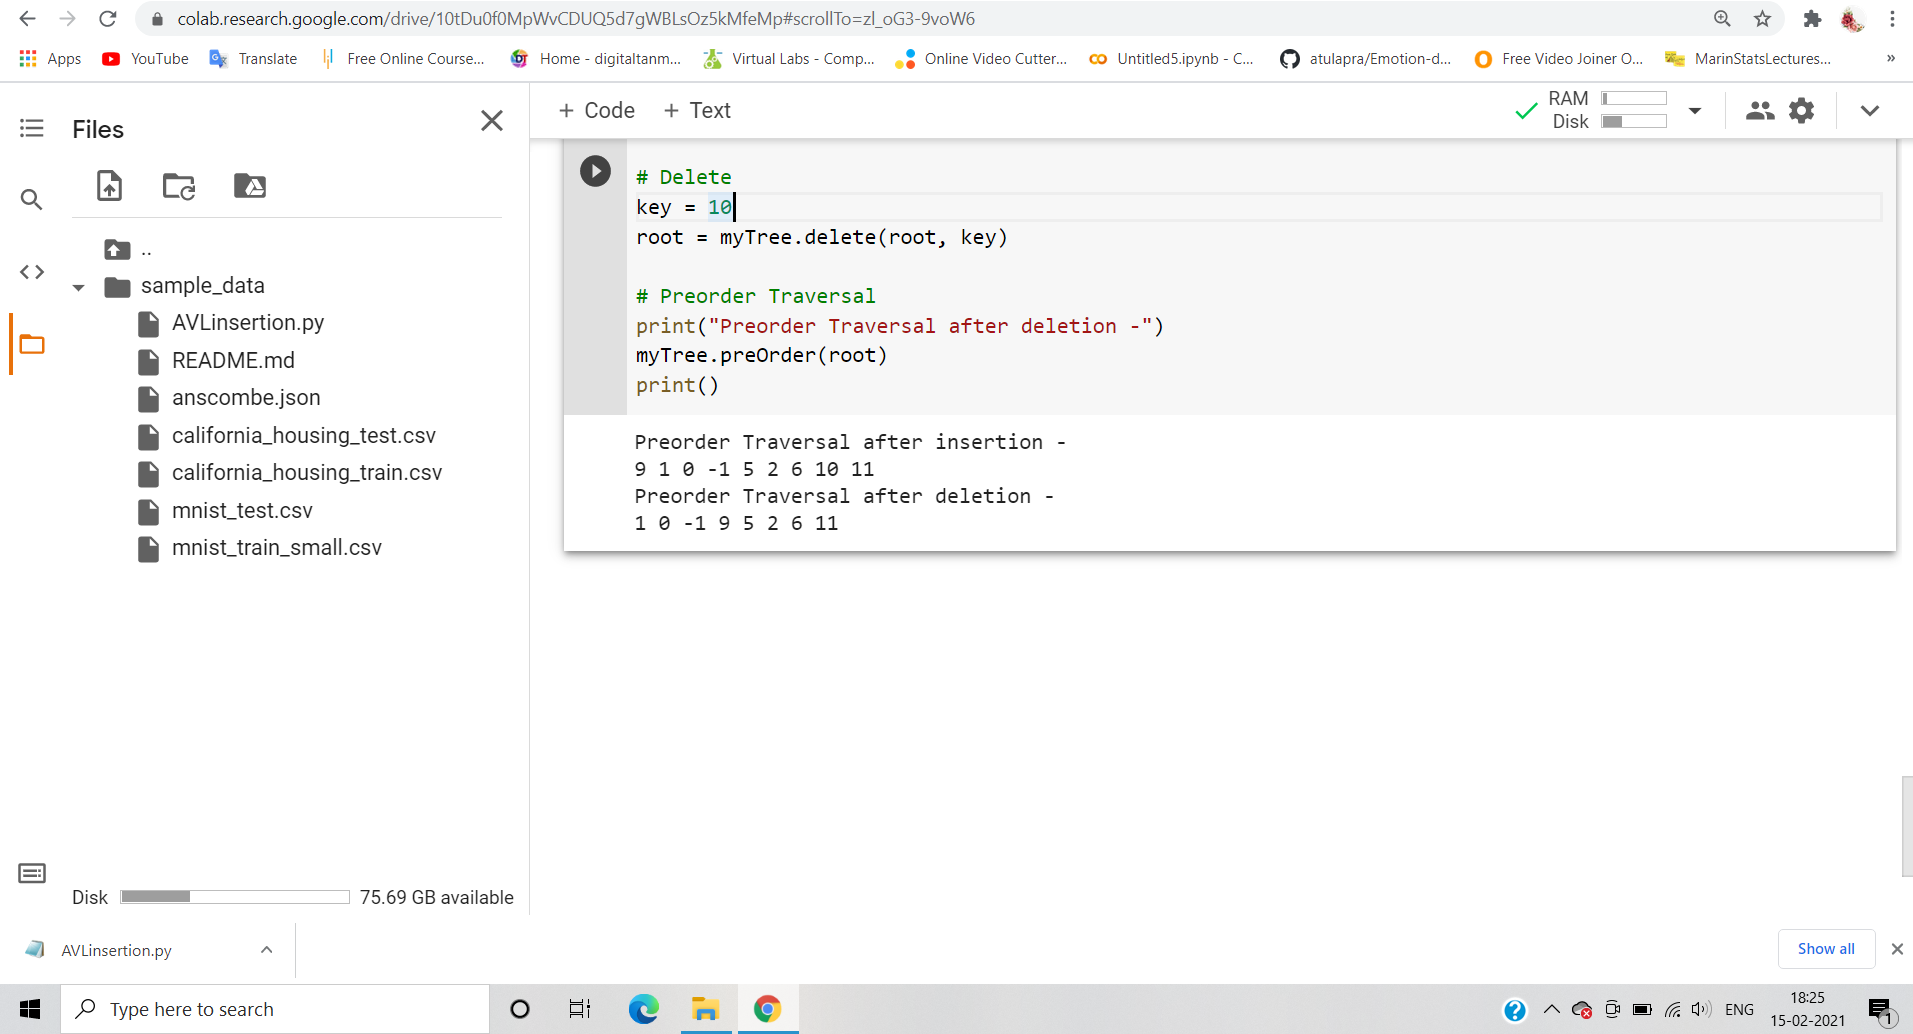 colab.research.google.com/drive/10tDu0f0MpWvCDUQ5d7gWBLsOz5kMfeMp#scrollTo=zl_oG3-9voW6
Apps YouTube Translate Free Online Course... Home - digitaltanm... Virtual Labs - Comp... Online Video Cutter... Untitled5.ipynb - C... atulapra/Emotion-d... Free Video Joiner O... MarinStatsLectures... »
Files
+ Code + Text
RAM
Disk
..
sample_data
AVLinsertion.py
README.md
anscombe.json
california_housing_test.csv
california_housing_train.csv
mnist_test.csv
mnist_train_small.csv
Disk 75.69 GB available
# Delete
key = 10
root = myTree.delete(root, key)
# Preorder Traversal
print("Preorder Traversal after deletion -")
myTree.preOrder(root)
print()
Preorder Traversal after insertion -
9 1 0 -1 5 2 6 10 11
Preorder Traversal after deletion -
1 0 -1 9 5 2 6 11
AVLinsertion.py
Show all
Type here to search
ENG
18:25
15-02-2021
1